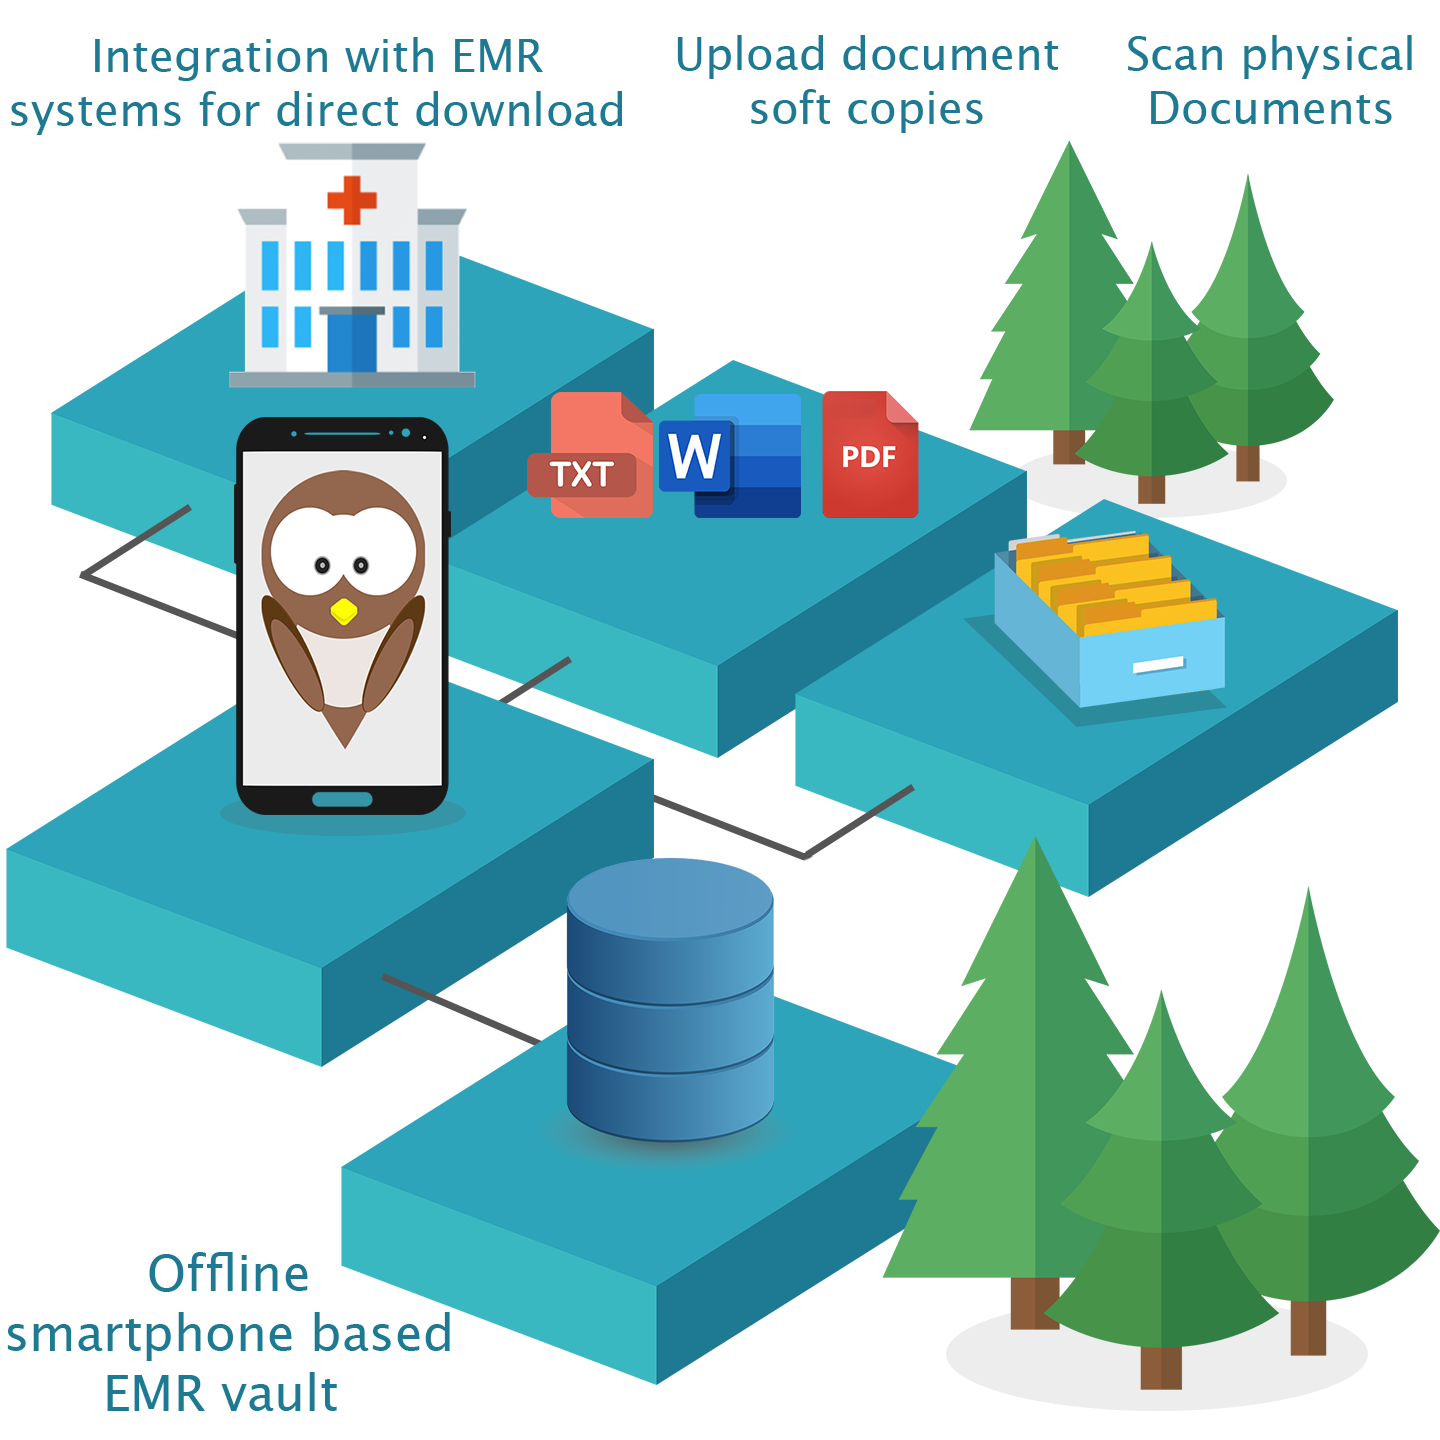 Integration with EMR
systems for direct download
Upload document
soft copies
Scan physical
Documents
TXT
W
PDF
Offline
smartphone based
EMR vault